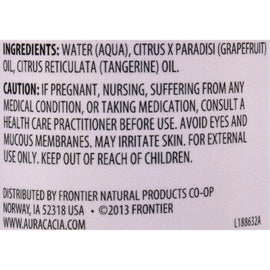 INGREDIENTS: WATER (AQUA), CITRUS X PARADISI (GRAPEFRUIT)
OIL, CITRUS RETICULATA (TANGERINE) OIL.
CAUTION: IF PREGNANT, NURSING, SUFFERING FROM ANY
MEDICAL CONDITION, OR TAKING MEDICATION, CONSULT A
HEALTH CARE PRACTITIONER BEFORE USE. AVOID EYES AND
MUCOUS MEMBRANES. MAY IRRITATE SKIN. FOR EXTERNAL
USE ONLY. KEEP OUT OF REACH OF CHILDREN.
DISTRIBUTED BY FRONTIER NATURAL PRODUCTS CO-OP
NORWAY, IA 52318 USA • ©2013 FRONTIER
WWW.AURACACIA.COM L188632A